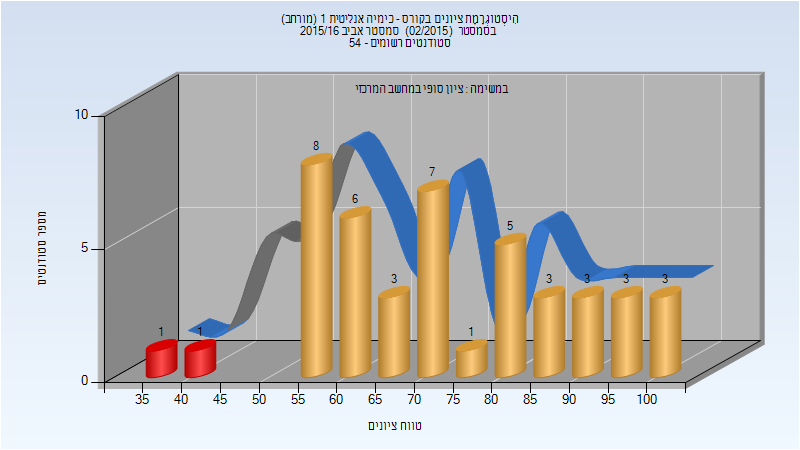 היסטוגרמת ציונים בקורס - כימיה אנליטית 1 (מורחב)
בסמסטר (02/2015) סמסטר אביב 2015/16
סטודנטים רשומים - 54
במשימה : ציון סופי במחשב המרכזי
10
5
0
מספר סטודנטים
1
1
8
6
3
7
1
5
3
3
3
3
35 40 45 50 55 60 65 70 75 80 85 90 95 100
טווח ציונים